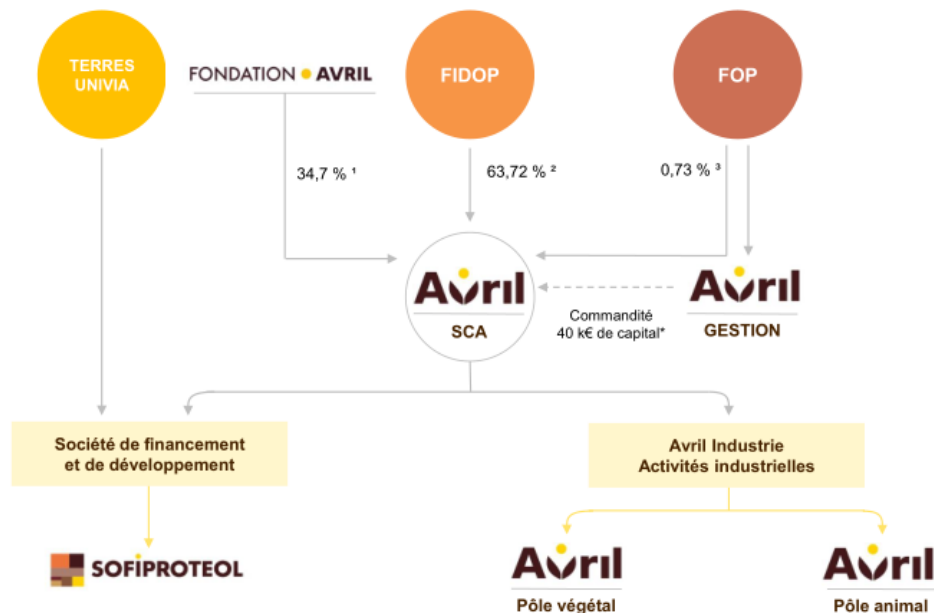 TERRES
UNIVIA
FONDATION AVRIL
FIDOP
FOP
34,7 % ¹
63,72 % ²
0,73 % ³
Avril
SCA
Commandité
40 k€ de capital*
Avril
GESTION
Société de financement
et de développement
Avril Industrie
Activités industrielles
SOFIPROTEOL
Avril
Pôle végétal
Avril
Pôle animal